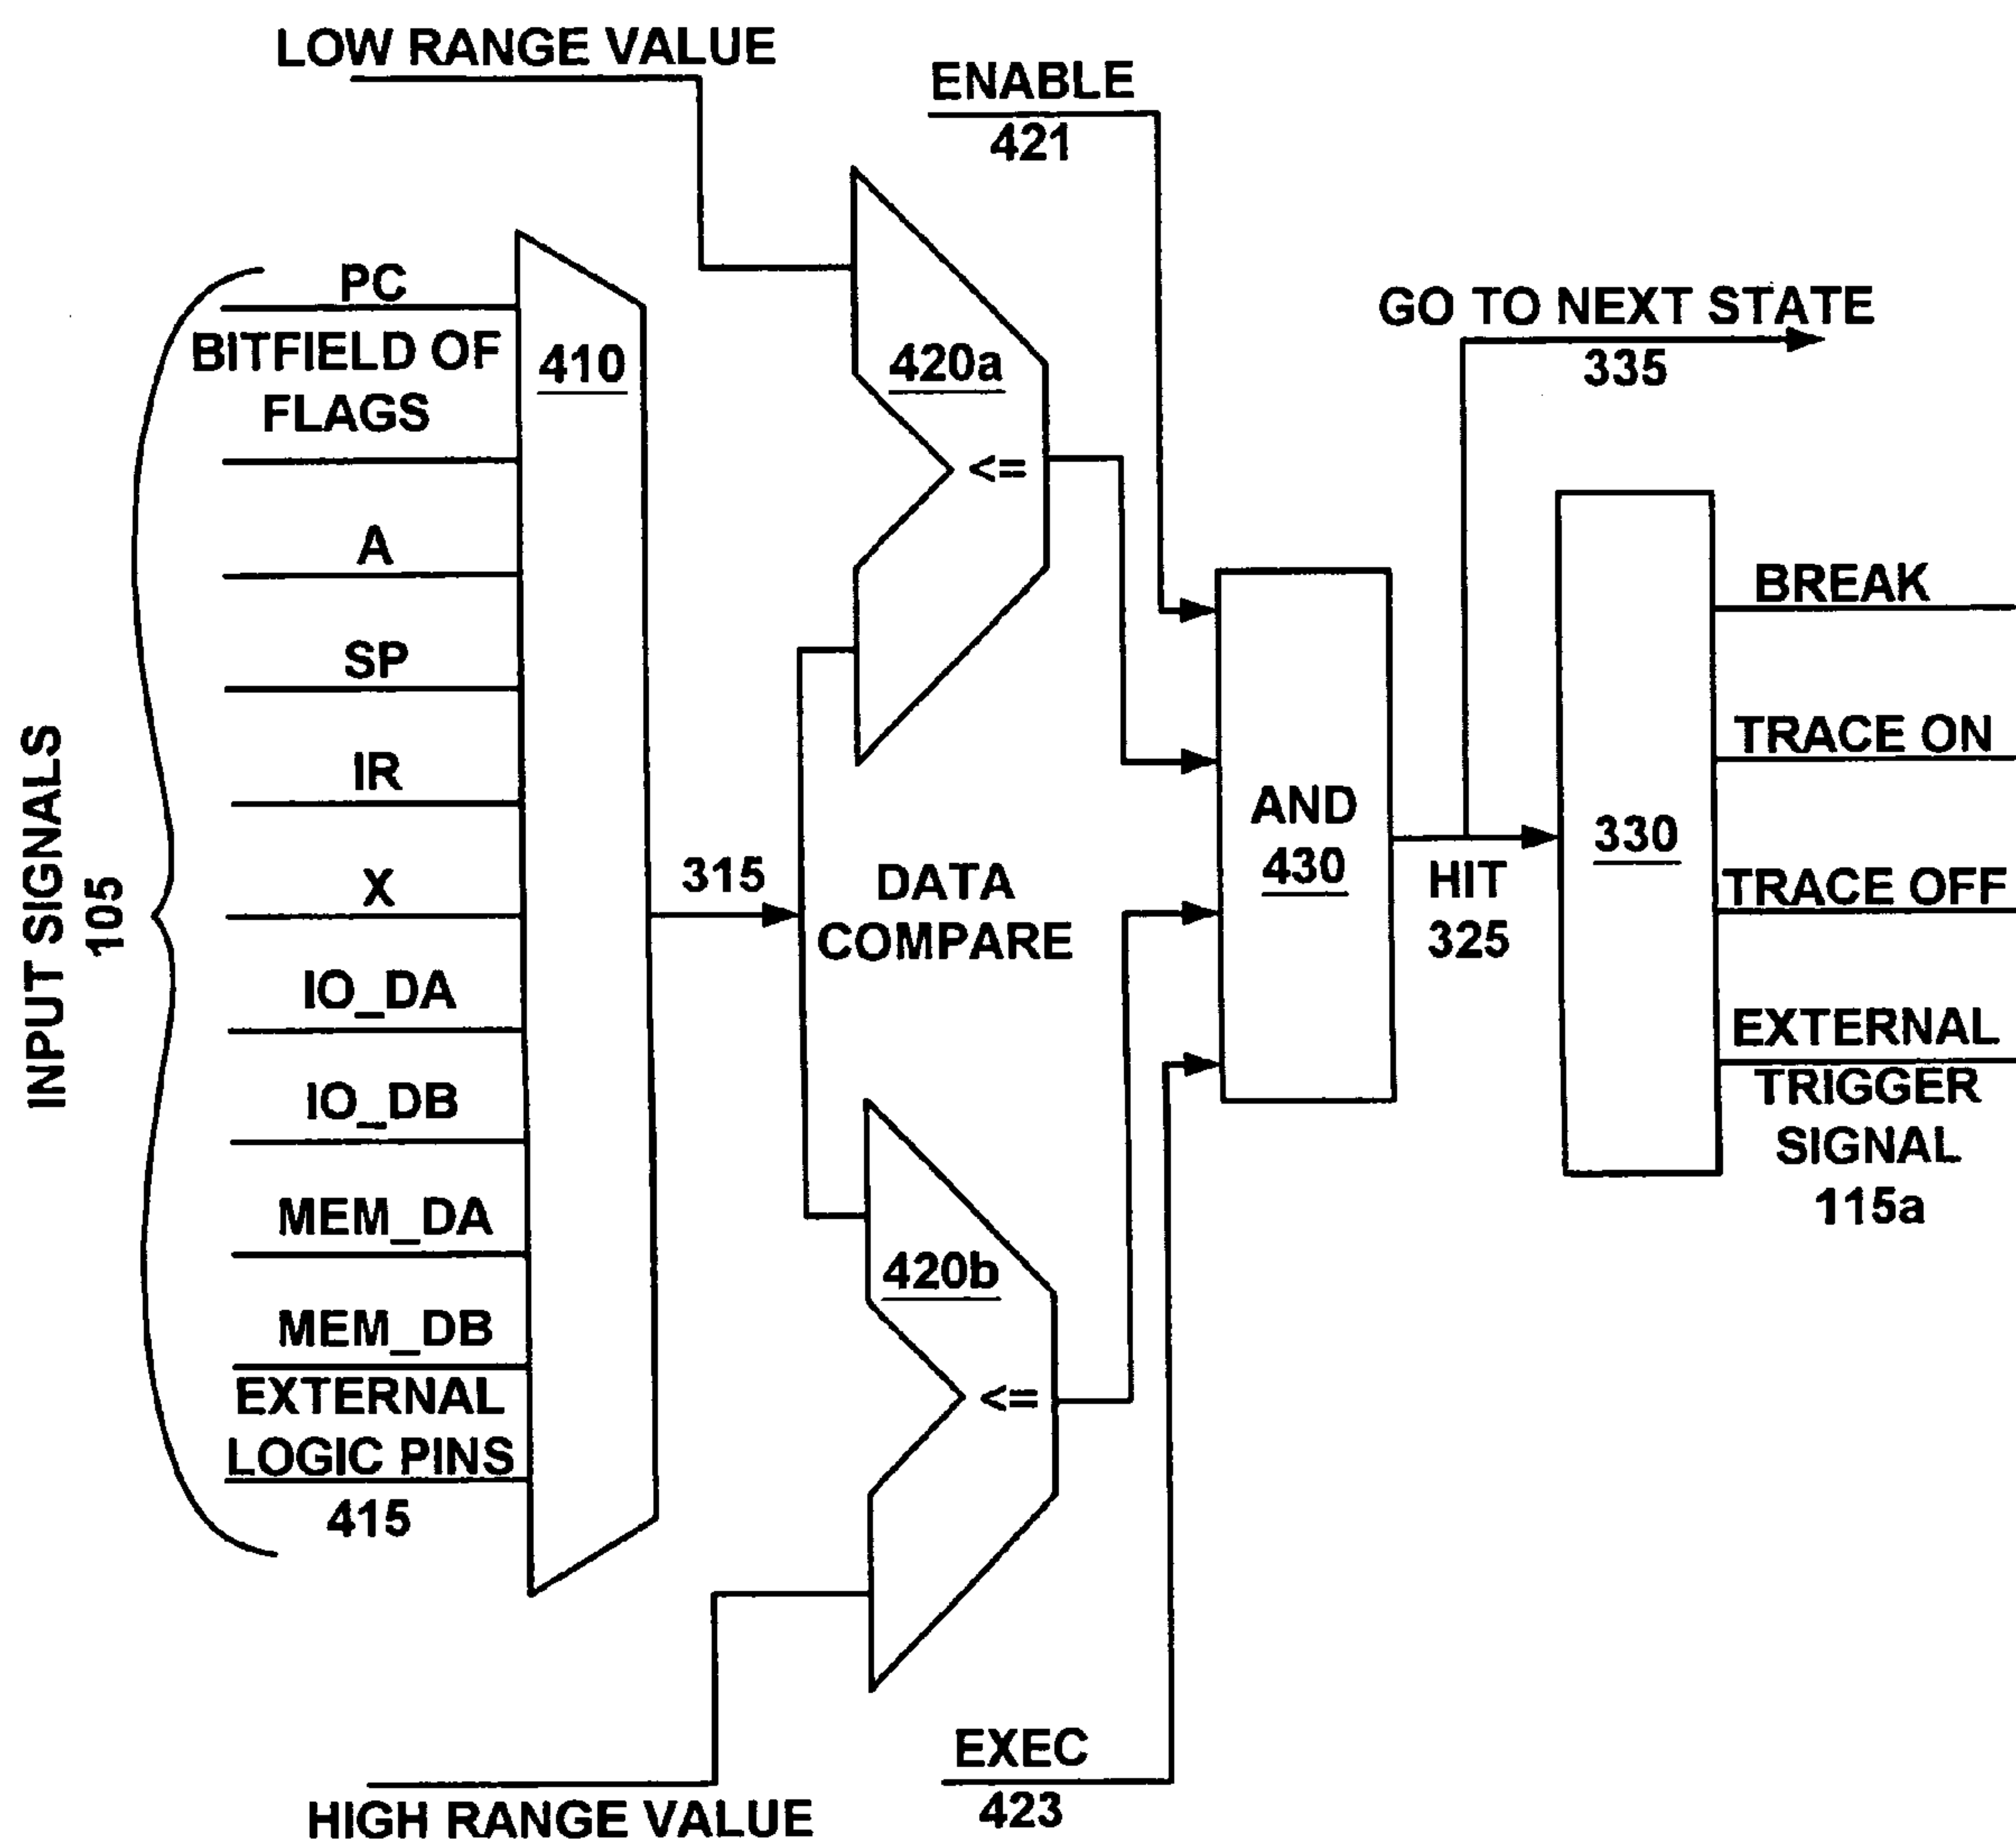 LOW RANGE VALUE
ENABLE
421
PC
BITFIELD OF
FLAGS
A
SP
IR
X
IO_DA
IO_DB
MEM_DA
MEM_DB
EXTERNAL
LOGIC PINS
415
INPUT SIGNALS
105
410
315
420a
<=
DATA
COMPARE
420b
<=
HIGH RANGE VALUE
EXEC
423
AND
430
HIT
325
GO TO NEXT STATE
335
330
BREAK
TRACE ON
TRACE OFF
EXTERNAL
TRIGGER
SIGNAL
115a